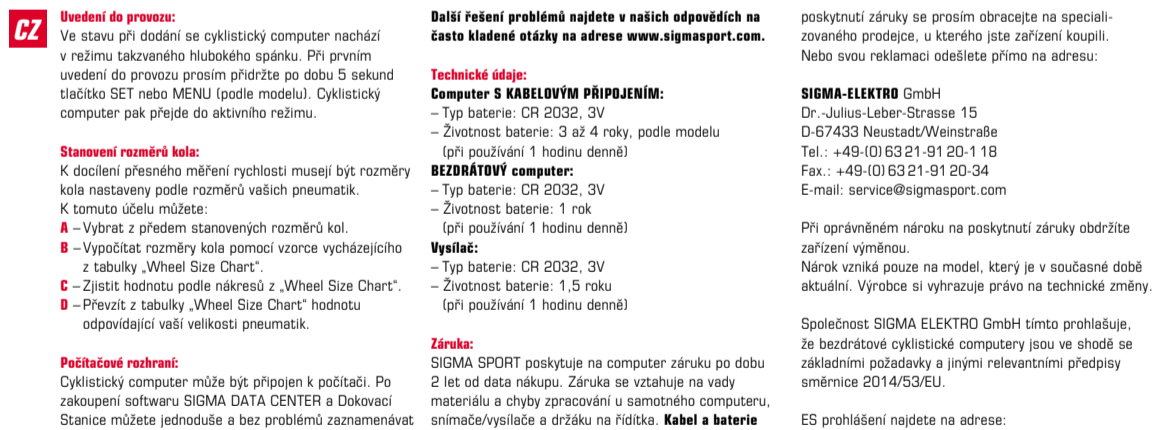 CZ
Uvedení do provozu:
Ve stavu při dodání se cyklistický computer nachází
v režimu takzvaného hlubokého spánku. Při prvním
uvedení do provozu prosím přidržte po dobu 5 sekund
tlačítko SET nebo MENU (podle modelu). Cyklistický
computer pak přejde do aktivního režimu.
Stanovení rozměrů kola:
K docílení přesného měření rychlosti musejí být rozměry
kola nastaveny podle rozměrů vašich pneumatik.
K tomuto účelu můžete:
A – Vybrat z předem stanovených rozměrů kol.
B – Vypočítat rozměry kola pomocí vzorce vycházejícího
z tabulky „Wheel Size Chart“.
C – Zjistit hodnotu podle nákresů z „Wheel Size Chart“.
D – Převzít z tabulky „Wheel Size Chart“ hodnotu
odpovídající vaší velikosti pneumatik.
Počítačové rozhraní:
Cyklistický computer může být připojen k počítači. Po
zakoupení softwaru SIGMA DATA CENTER a Dokovací
Stanice můžete jednoduše a bez problémů zaznamenávat
Další řešení problémů najdete v našich odpovědích na
často kladené otázky na adrese www.sigmasport.com.
Technické údaje:
Computer S KABELOVÝM PŘIPOJENÍM:
– Typ baterie: CR 2032, 3V
– Životnost baterie: 3 až 4 roky, podle modelu
(při používání 1 hodinu denně)
BEZDRÁTOVÝ computer:
– Typ baterie: CR 2032, 3V
– Životnost baterie: 1 rok
(při používání 1 hodinu denně)
Vysílač:
– Typ baterie: CR 2032, 3V
– Životnost baterie: 1,5 roku
(při používání 1 hodinu denně)
Záruka:
SIGMA SPORT poskytuje na computer záruku po dobu
2 let od data nákupu. Záruka se vztahuje na vady
materiálu a chyby zpracování u samotného computeru,
snímače/vysílače a držáku na řídítka. Kabel a baterie
poskytnutí záruky se prosím obracejte na speciali-
zovaného prodejce, u kterého jste zařízení koupili.
Nebo svou reklamaci odešlete přímo na adresu:
SIGMA-ELEKTRO GmbH
Dr.-Julius-Leber-Strasse 15
D-67433 Neustadt/Weinstraße
Tel.: +49-(0) 63 21-91 20-1 18
Fax.: +49-(0) 63 21-91 20-34
E-mail: service@sigmasport.com
Při oprávněném nároku na poskytnutí záruky obdržíte
zařízení výměnou.
Nárok vzniká pouze na model, který je v současné době
aktuální. Výrobce si vyhrazuje právo na technické změny.
Společnost SIGMA ELEKTRO GmbH tímto prohlašuje,
že bezdrátové cyklistické computery jsou ve shodě se
základními požadavky a jinými relevantními předpisy
směrnice 2014/53/EU.
ES prohlášení najdete na adrese: